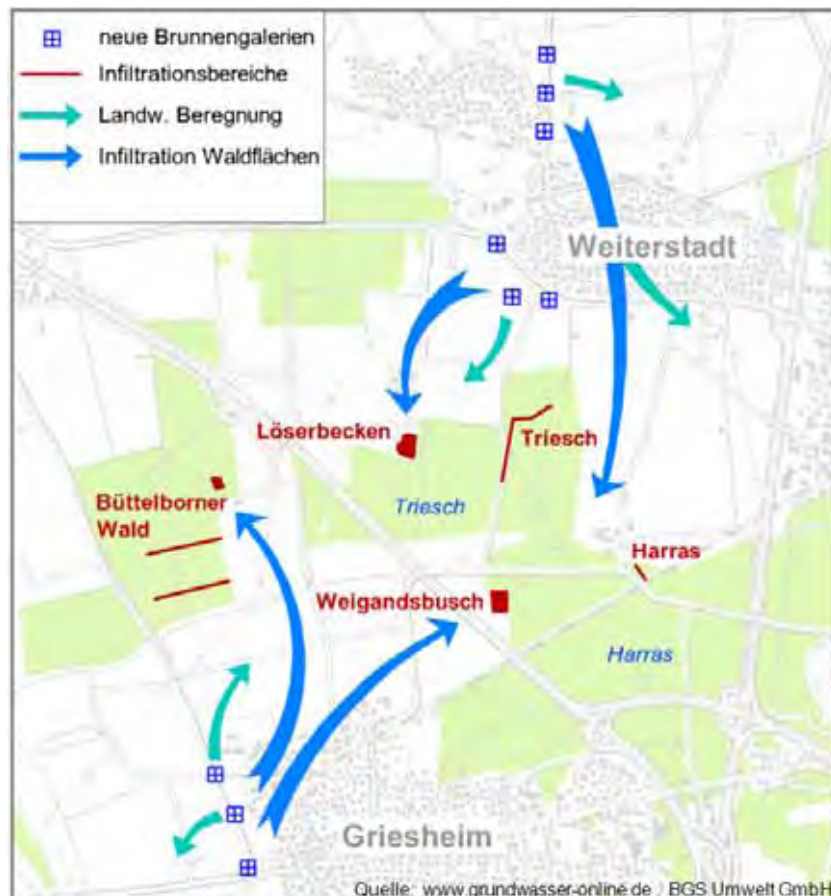 neue Brunnengalerien
Infiltrationsbereiche
Landw. Beregnung
Infiltration Waldflächen
Weiterstadt
Löserbecken
Triesch
Büttelborner
Wald
Triesch
Harras
Weigandsbusch
Harras
Griesheim
Quelle: www.grundwasser-online.de / BGS Umwelt GmbH